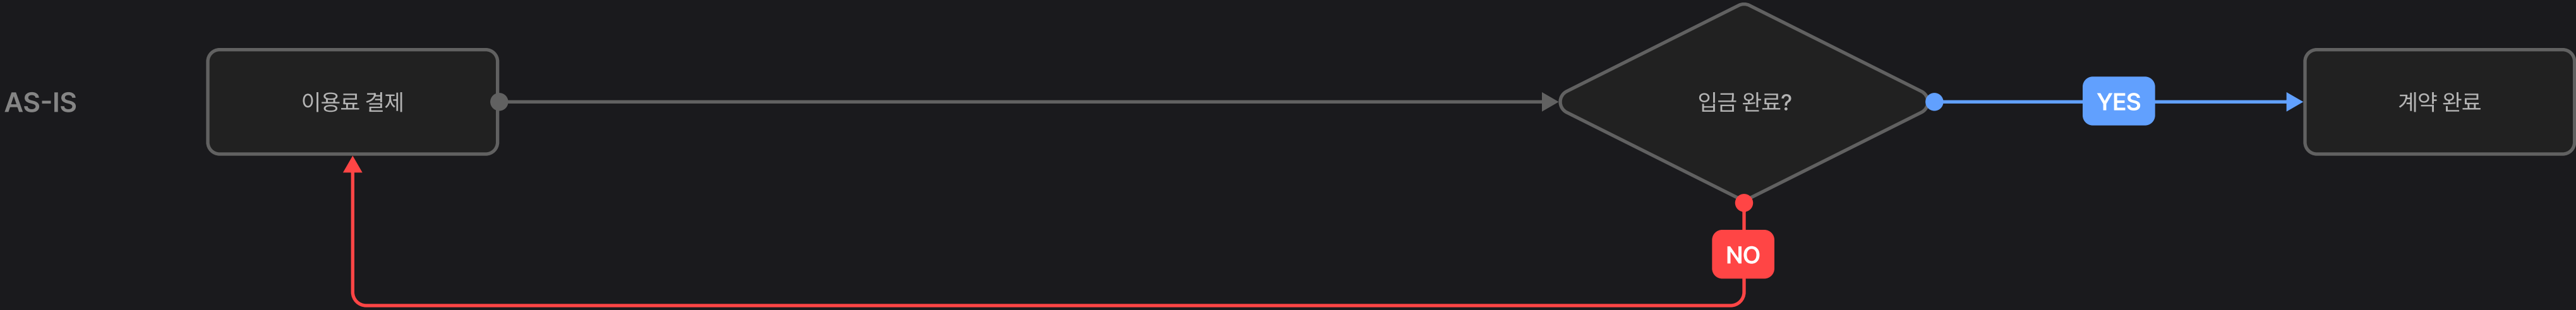 AS-IS
이용료 결제
입금 완료?
YES
계약 완료
NO